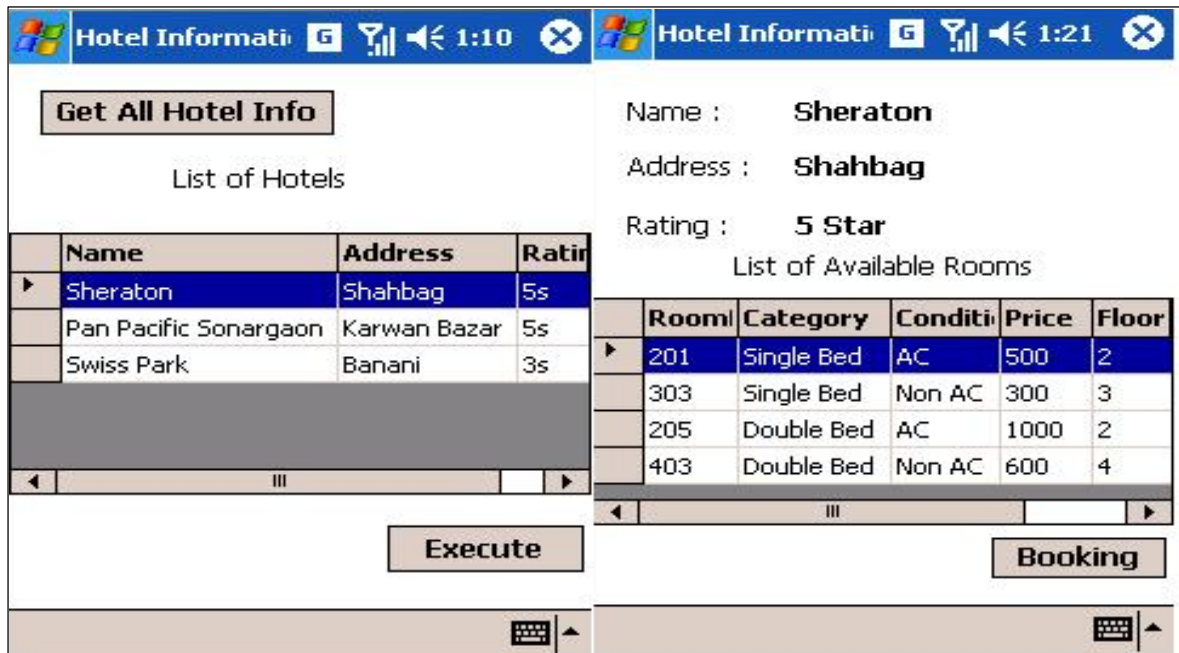 Hotel Informati G 1:10
Get All Hotel Info
List of Hotels
Name Address Ratin
Sheraton Shahbag 5s
Pan Pacific Sonargaon Karwan Bazar 5s
Swiss Park Banani 3s
Execute
Hotel Informati G 1:21
Name : Sheraton
Address : Shahbag
Rating : 5 Star
List of Available Rooms
Room Category Conditi Price Floor
201 Single Bed AC 500 2
303 Single Bed Non AC 300 3
205 Double Bed AC 1000 2
403 Double Bed Non AC 600 4
Booking